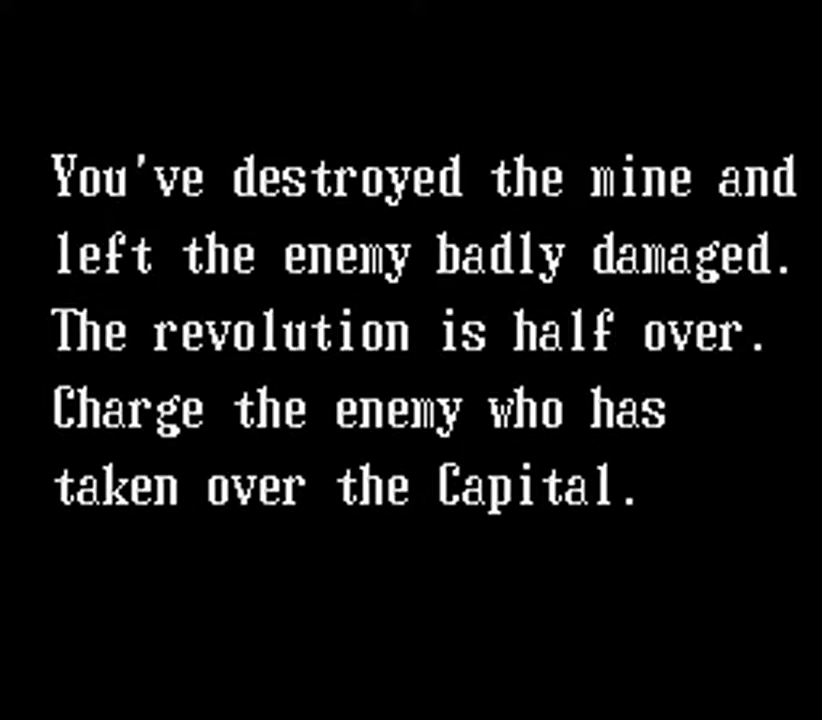 You've destroyed the mine and
left the enemy badly damaged.
The revolution is half over.
Charge the enemy who has
taken over the Capital.